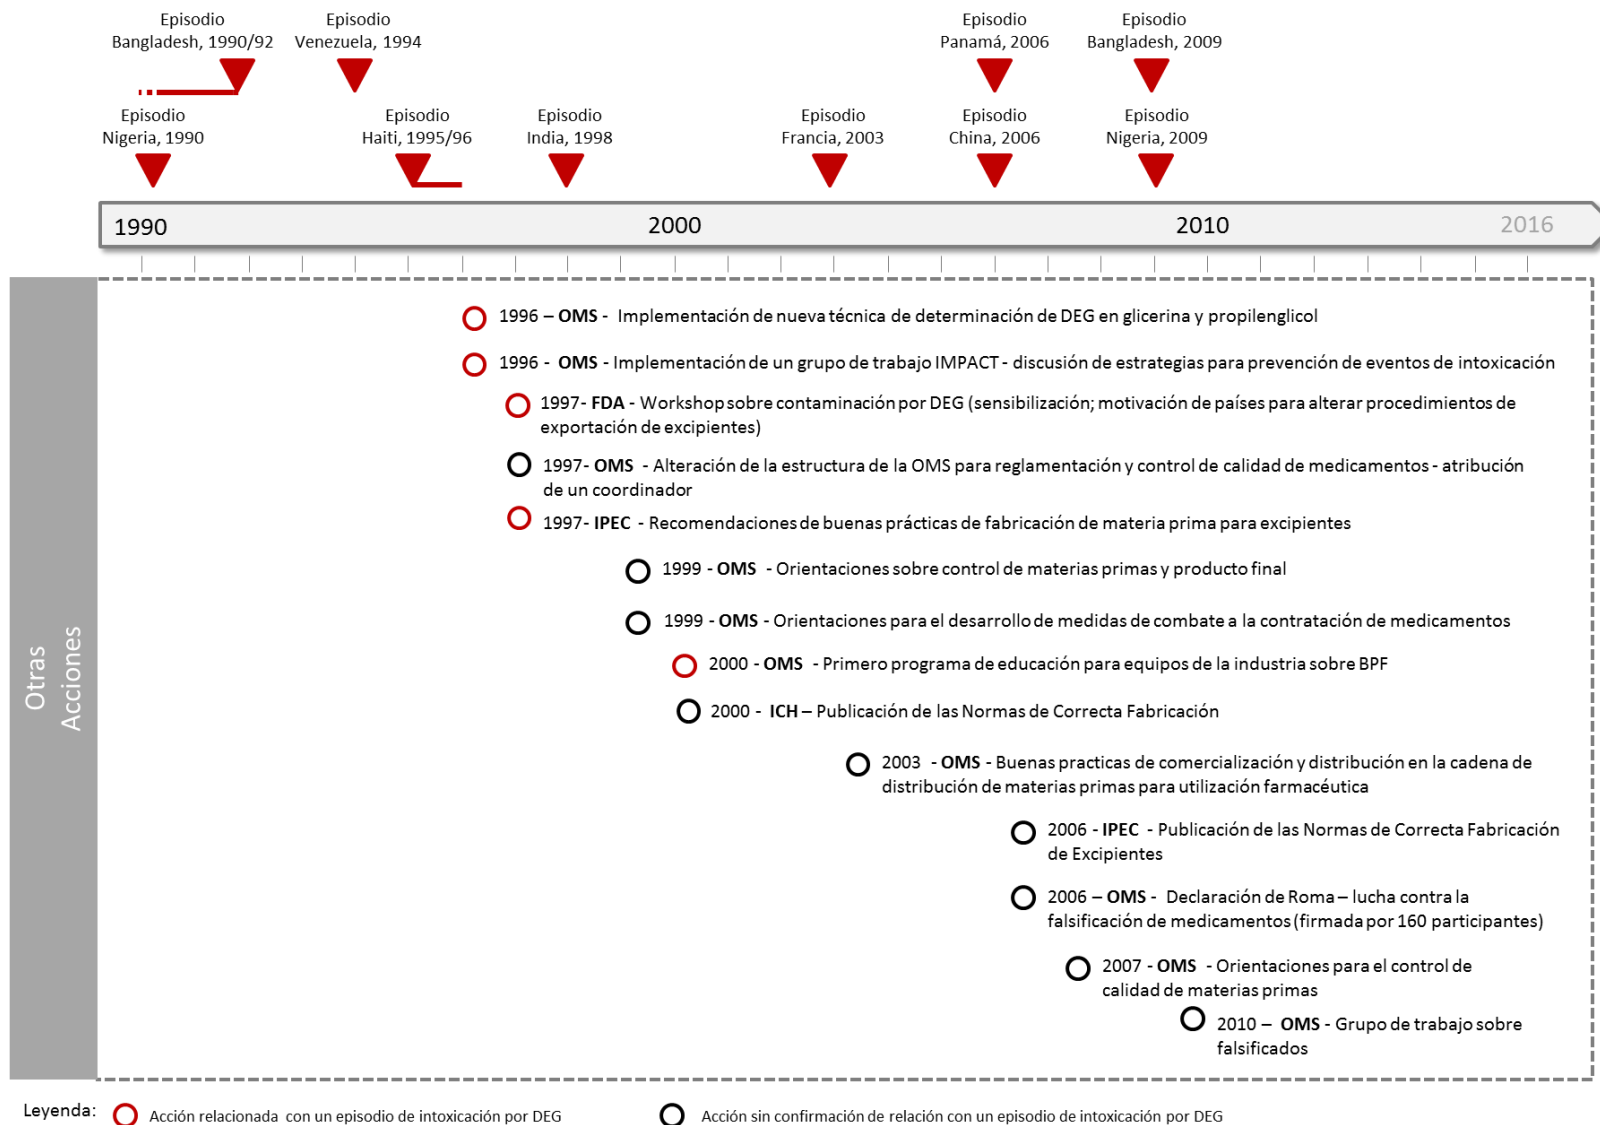 Episodio
Bangladesh, 1990/92
Episodio
Venezuela, 1994
Episodio
Panamá, 2006
Episodio
Bangladesh, 2009
Episodio
Nigeria, 1990
Episodio
Haiti, 1995/96
Episodio
India, 1998
Episodio
Francia, 2003
Episodio
China, 2006
Episodio
Nigeria, 2009
1990
2000
2010
2016
Otras
Acciones
1996 – OMS - Implementación de nueva técnica de determinación de DEG en glicerina y propilenglicol
1996 - OMS - Implementación de un grupo de trabajo IMPACT - discusión de estrategias para prevención de eventos de intoxicación
1997- FDA - Workshop sobre contaminación por DEG (sensibilización; motivación de países para alterar procedimientos de
exportación de excipientes)
1997- OMS - Alteración de la estructura de la OMS para reglamentación y control de calidad de medicamentos - atribución
de un coordinador
1997- IPEC - Recomendaciones de buenas prácticas de fabricación de materia prima para excipientes
1999 - OMS - Orientaciones sobre control de materias primas y producto final
1999 - OMS - Orientaciones para el desarrollo de medidas de combate a la contratación de medicamentos
2000 - OMS - Primero programa de educación para equipos de la industria sobre BPF
2000 - ICH – Publicación de las Normas de Correcta Fabricación
2003 - OMS - Buenas practicas de comercialización y distribución en la cadena de
distribución de materias primas para utilización farmacéutica
2006 - IPEC - Publicación de las Normas de Correcta Fabricación
de Excipientes
2006 – OMS - Declaración de Roma – lucha contra la
falsificación de medicamentos (firmada por 160 participantes)
2007 - OMS - Orientaciones para el control de
calidad de materias primas
2010 – OMS - Grupo de trabajo sobre
falsificados
Leyenda:
Acción relacionada con un episodio de intoxicación por DEG
Acción sin confirmación de relación con un episodio de intoxicación por DEG